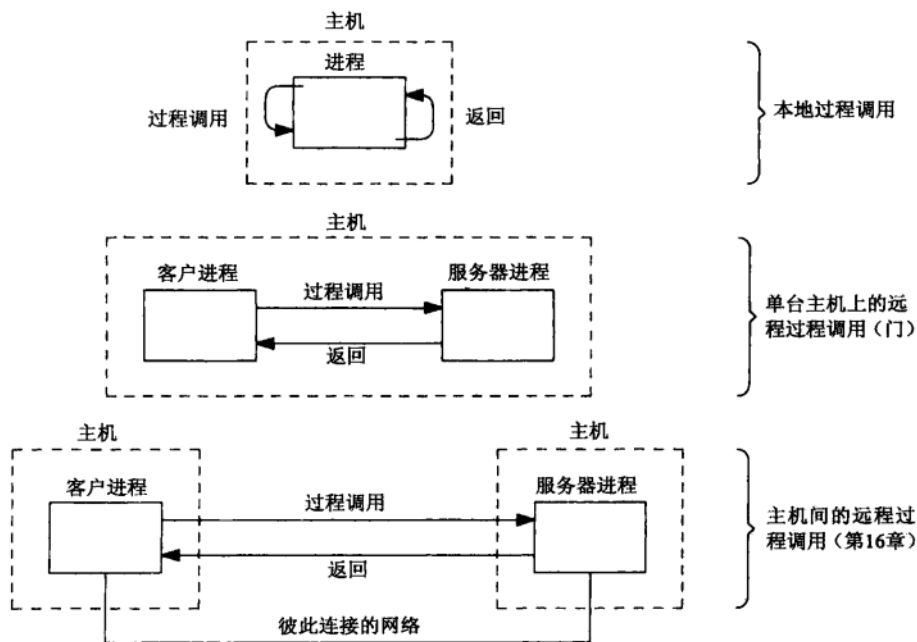 主机
进程
过程调用
返回
本地过程调用
主机
客户进程
服务器进程
过程调用
返回
单台主机上的远
程过程调用（门）
主机
主机
客户进程
服务器进程
过程调用
返回
主机间的远程过
程调用（第16章）
彼此连接的网络